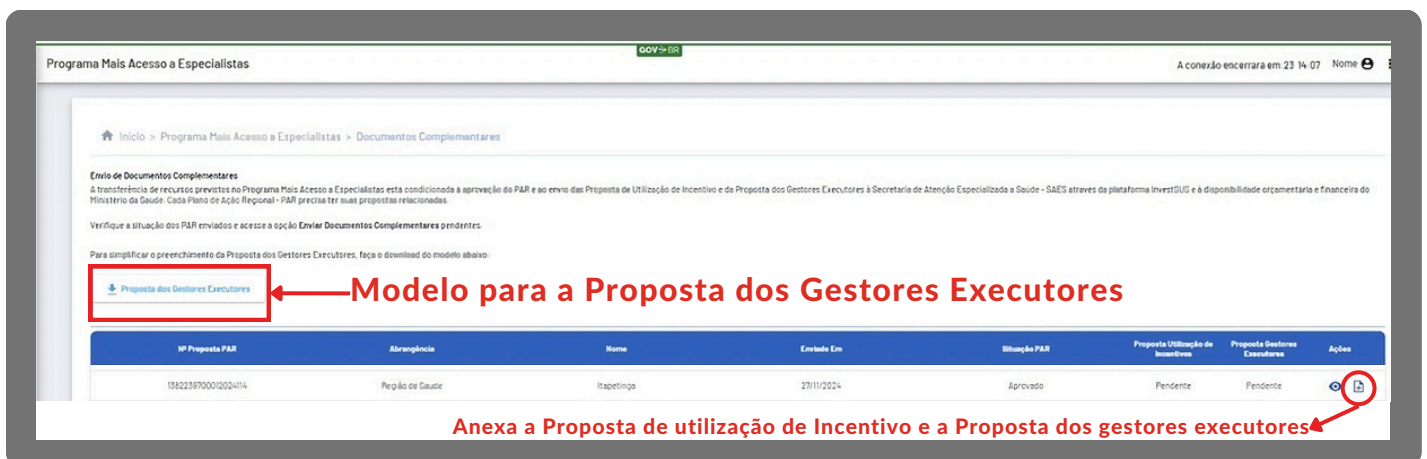 GOV BR
Programa Mais Acesso a Especialistas
A conexão encerrara em 23 14:07 Nome
Início > Programa Mais Acesso a Especialistas > Documentos Complementares
Envio de Documentos Complementares
A transferência de recursos previstos no Programa Mais Acesso a Especialistas esta condicionada a aprovação do PAR e ao envio das Proposta de Utilização de Incentivo e da Proposta dos Gestores Executores à Secretaria de Atenção Especializada a Saúde - SAES atraves da plataforma InvestSUS e à disponibilidade orçamentária e financeira do
Ministério da Saúde. Cada Plano de Ação Regional - PAR precisa ter suas propostas relacionadas.
Verifique a situação dos PAR enviados e acesse a opção Enviar Documentos Complementares pendentes.
Para simplificar o preenchimento da Proposta dos Gestores Executores, faça o download do modelo abaixo:
Proposta dos Gestores Executores
Modelo para a Proposta dos Gestores Executores
Nº Proposta PAR Abrangência Nome Enviado Em Situação PAR Proposta Utilização de Incentivos Proposta Gestores Executores Ações
Região de Saude Itapetinga 27/11/2024 Aprovado Pendente Pendente
Anexa a Proposta de utilização de Incentivo e a Proposta dos gestores executores